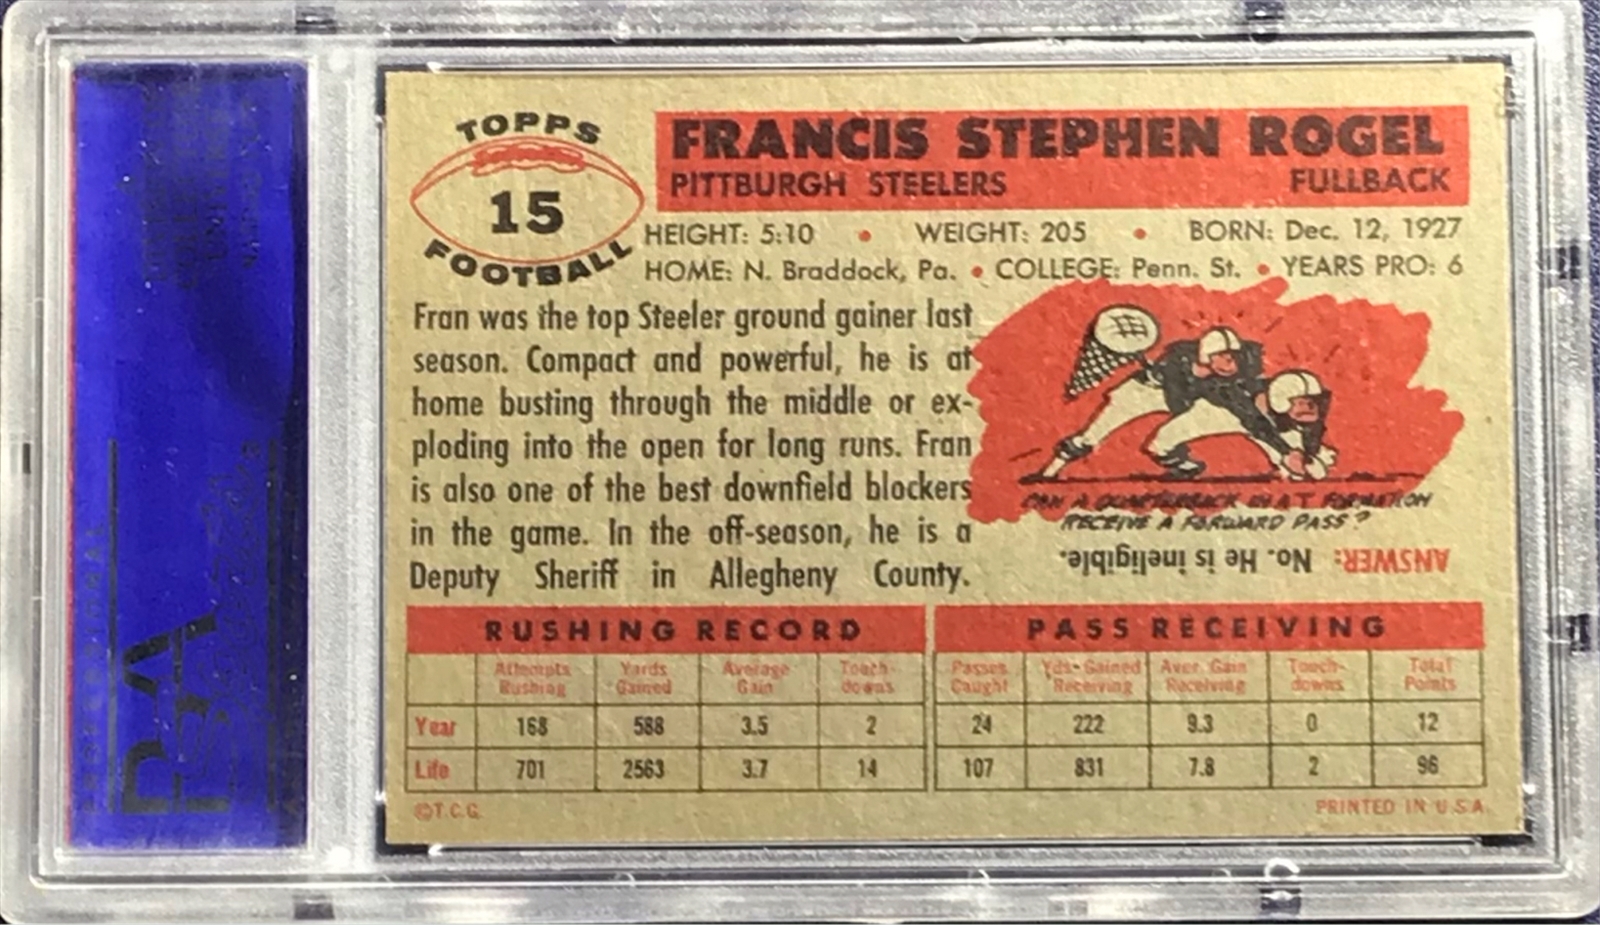 TOPPS
15
FOOTBALL
FRANCIS STEPHEN ROGEL
PITTBURGH STEELERS FULLBACK
HEIGHT: 5:10 • WEIGHT: 205 • BORN: Dec. 12, 1927
HOME: N. Braddock, Pa. • COLLEGE: Penn. St. • YEARS PRO: 6
Fran was the top Steeler ground gainer last
season. Compact and powerful, he is at
home busting through the middle or ex-
ploding into the open for long runs. Fran
is also one of the best downfield blockers
in the game. In the off-season, he is a
Deputy Sheriff in Allegheny County.
CAN A QUARTERBACK IN A T FORMATION
RECEIVE A FORWARD PASS?
ANSWER: No. He is ineligible.
RUSHING RECORD
Attempts Rushing Yards Gained Average Gain Touch-downs
Year 168 588 3.5 2
Life 701 2563 3.7 14
PASS RECEIVING
Passes Caught Yds-Gained Receiving Aver. Gain Receiving Touch-downs Total Points
24 222 9.3 0 12
107 831 7.8 2 96
©T.C.G. PRINTED IN U.S.A.
PSA